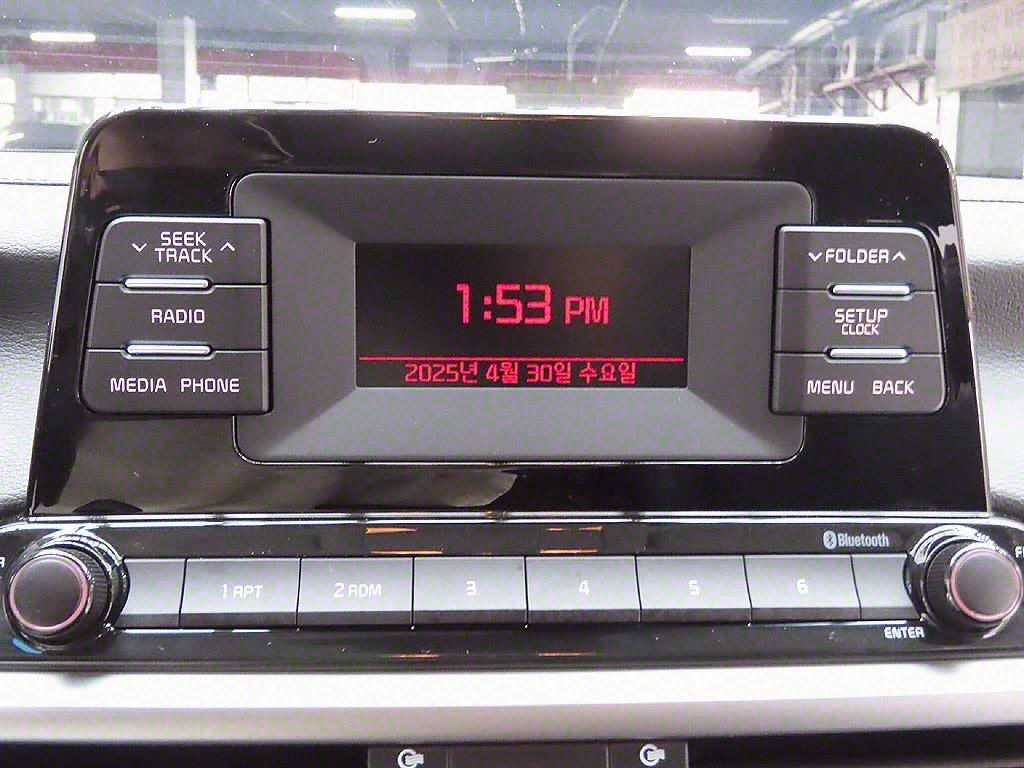 SEEK
TRACK
RADIO
MEDIA PHONE
1:53 PM
2025년 4월 30일 수요일
FOLDER
SETUP
CLOCK
MENU BACK
Bluetooth
1 APT 2 RDM 3 4 5 6
ENTER